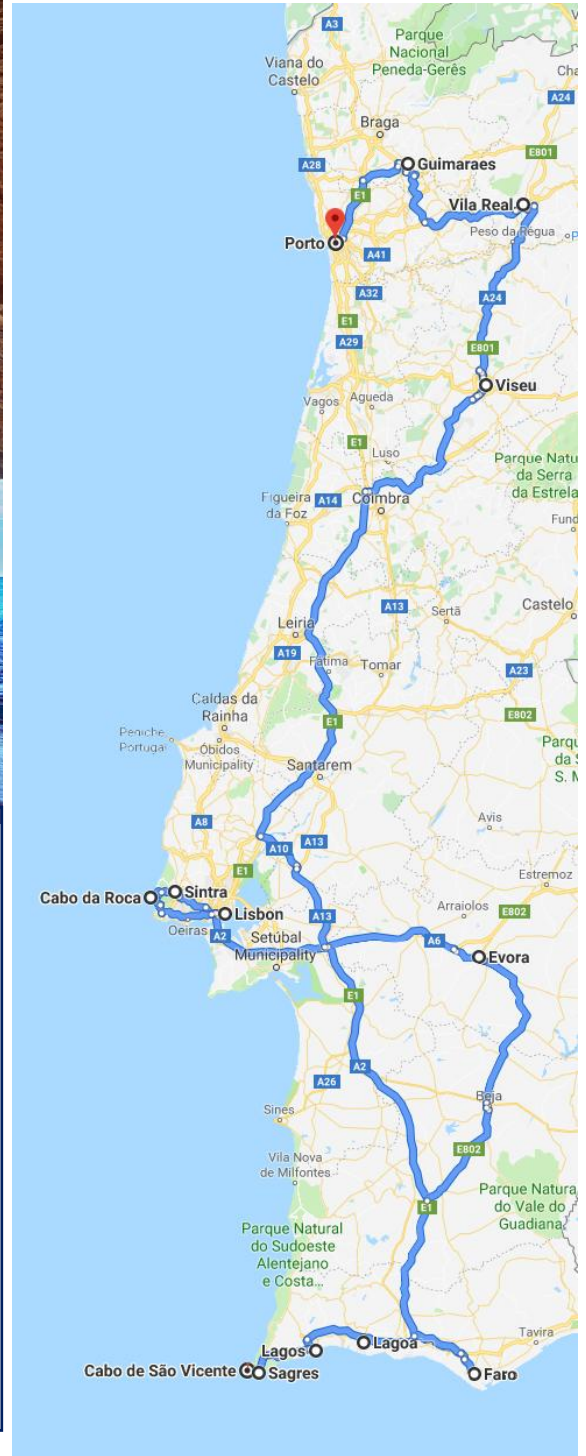 A3
Parque
Nacional
Peneda-Gerês
Viana do
Castelo
A24
Braga
A28
Guimaraes
E801
E1
Vila Real
Peso da Régua
Porto
A41
A32
A24
E1
A29
E801
Viseu
Vagos
Agueda
E1
Luso
Parque Natu
da Serra
da Estrela
Figueira
da Foz
A14
Coimbra
Fund
A13
Sertã
Castelo
Leiria
A19
Fatima
Tomar
A23
Caldas da
Rainha
E1
E802
Peniche
Portugal
Óbidos
Municipality
Santarem
Parqu
da S
S. M
A8
Avis
A10
A13
E1
Estremoz
Cabo da Roca
Sintra
Lisbon
A13
Arraiolos
E802
Oeiras
A2
Setúbal
Municipality
A6
Evora
E1
A2
A26
Beja
Sines
E802
Vila Nova
de Milfontes
E1
Parque Natura
do Vale do
Guadiana
Parque Natural
do Sudoeste
Alentejano
e Costa...
Tavira
Lagos
Lagoa
Cabo de São Vicente
Sagres
Faro